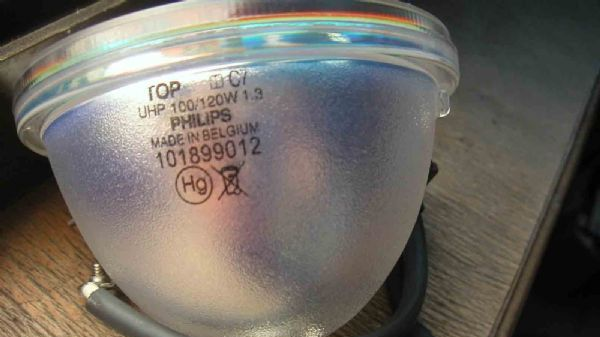 TOP C7
UHP 100/120W 1.3
PHILIPS
MADE IN BELGIUM
101899012
Hg